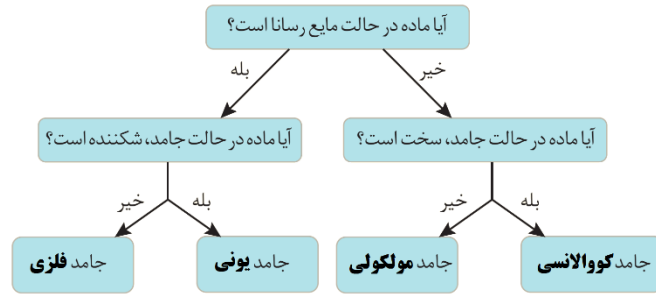 آیا ماده در حالت مایع رسانا است؟
خیر
بله
آیا ماده در حالت جامد، سخت است؟
آیا ماده در حالت جامد، شکننده است؟
بله
خیر
بله
خیر
جامد کووالانسی
جامد مولکولی
جامد یونی
جامد فلزی